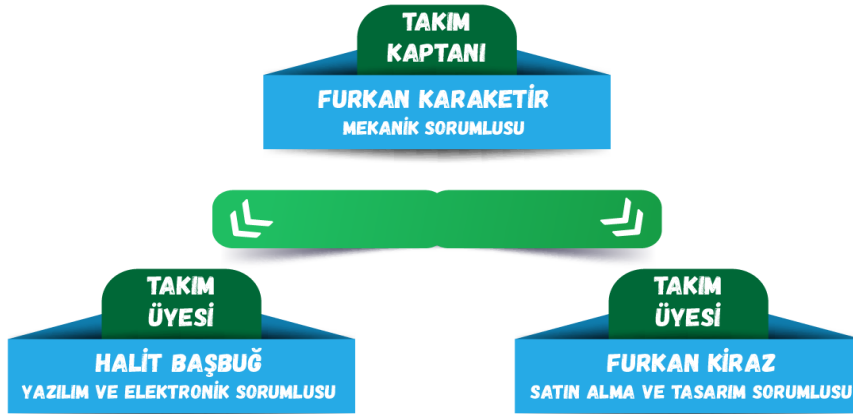 TAKIM
KAPTANI
FURKAN KARAKETİR
MEKANİK SORUMLUSU
TAKIM
ÜYESİ
HALİT BAŞBUĞ
YAZILIM VE ELEKTRONİK SORUMLUSU
TAKIM
ÜYESİ
FURKAN KİRAZ
SATIN ALMA VE TASARIM SORUMLUSU